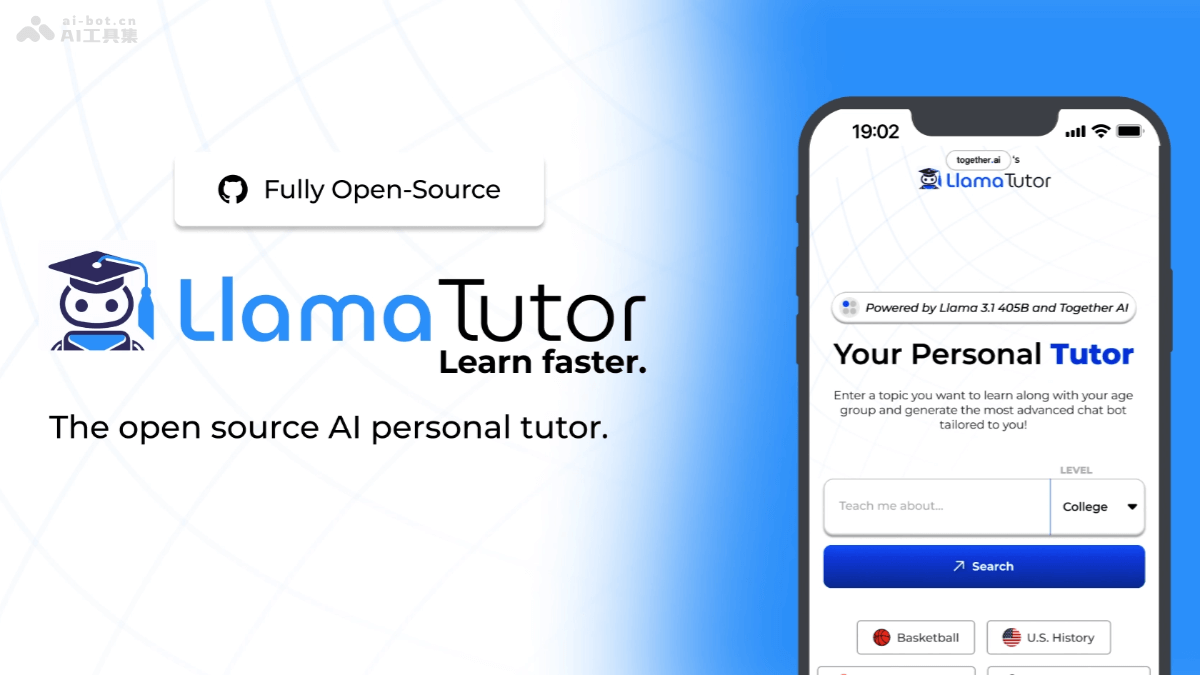 ai-bot.cn
AI工具集
Fully Open-Source
LlamaTutor
Learn faster.
The open source AI personal tutor.
19:02
together.ai 's
LlamaTutor
Powered by Llama 3.1 405B and Together AI
Your Personal Tutor
Enter a topic you want to learn along with your age
group and generate the most advanced chat bot
tailored to you!
LEVEL
Teach me about...
College
Search
Basketball
U.S. History